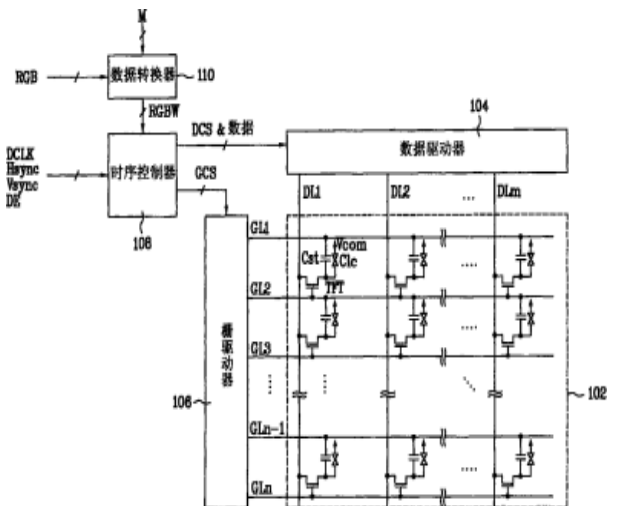 M
RGB
数据转换器
110
RGBW
DCS & 数据
104
数据驱动器
DCLK
Hsync
Vsync
DE
时序控制器
GCS
108
DL1
DL2
DLm
GL1
Vcom
Cst
Clc
GL2
TFT
GL3
栅驱动器
106
102
GLn-1
GLn